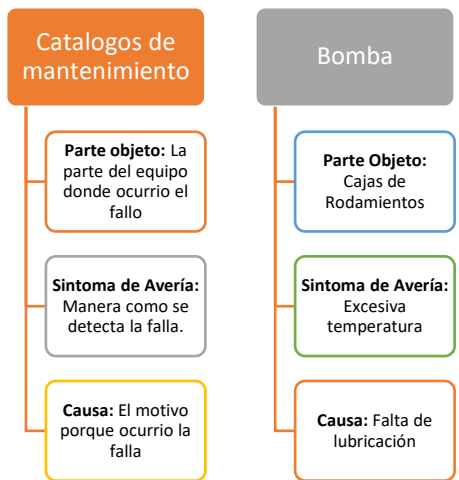 Catalogos de
mantenimiento
Parte objeto: La
parte del equipo
donde ocurrio el
fallo
Sintoma de Avería:
Manera como se
detecta la falla.
Causa: El motivo
porque ocurrio la
falla
Bomba
Parte Objeto:
Cajas de
Rodamientos
Sintoma de Avería:
Excesiva
temperatura
Causa: Falta de
lubricación